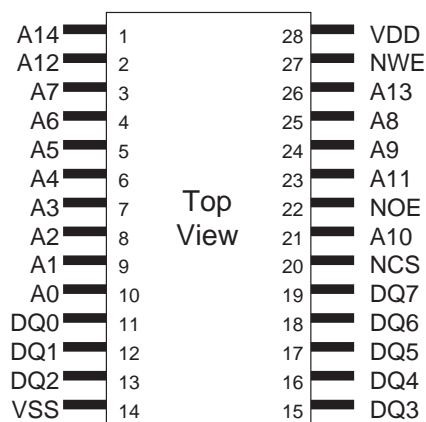 A14 1 28 VDD
A12 2 27 NWE
A7 3 26 A13
A6 4 25 A8
A5 5 24 A9
A4 6 23 A11
A3 7 Top 22 NOE
A2 8 View 21 A10
A1 9 20 NCS
A0 10 19 DQ7
DQ0 11 18 DQ6
DQ1 12 17 DQ5
DQ2 13 16 DQ4
VSS 14 15 DQ3